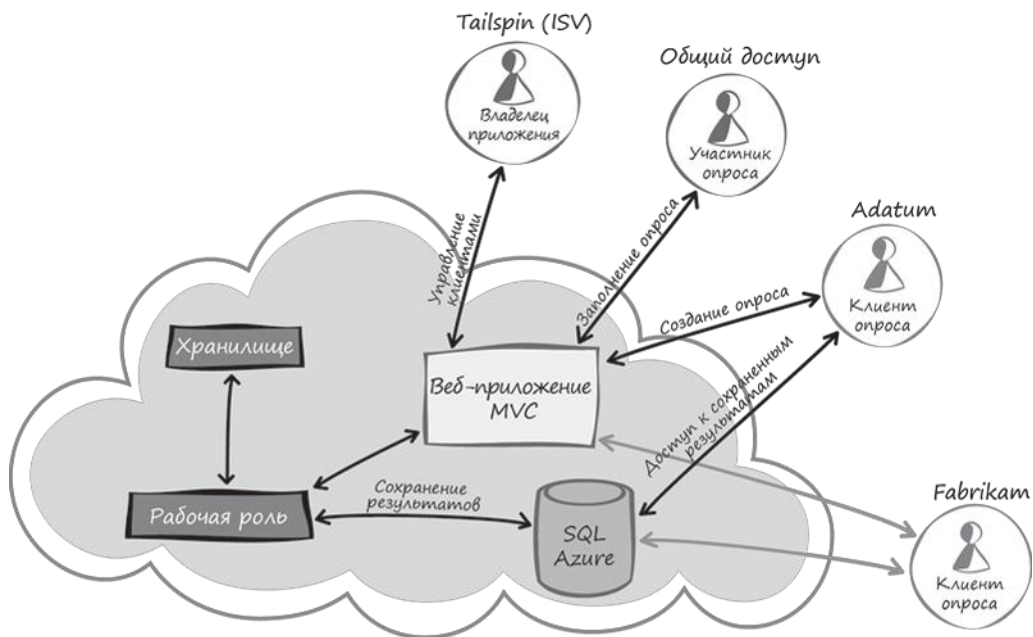 Tailspin (ISV)
Владелец
приложения
Общий доступ
Участник
опроса
Adatum
Клиент
опроса
Управление
клиентами
Заполнение опроса
Создание опроса
Хранилище
Веб-приложение
MVC
Доступ к сохраненным
результатам
Сохранение
результатов
Рабочая роль
SQL
Azure
Fabrikam
Клиент
опроса